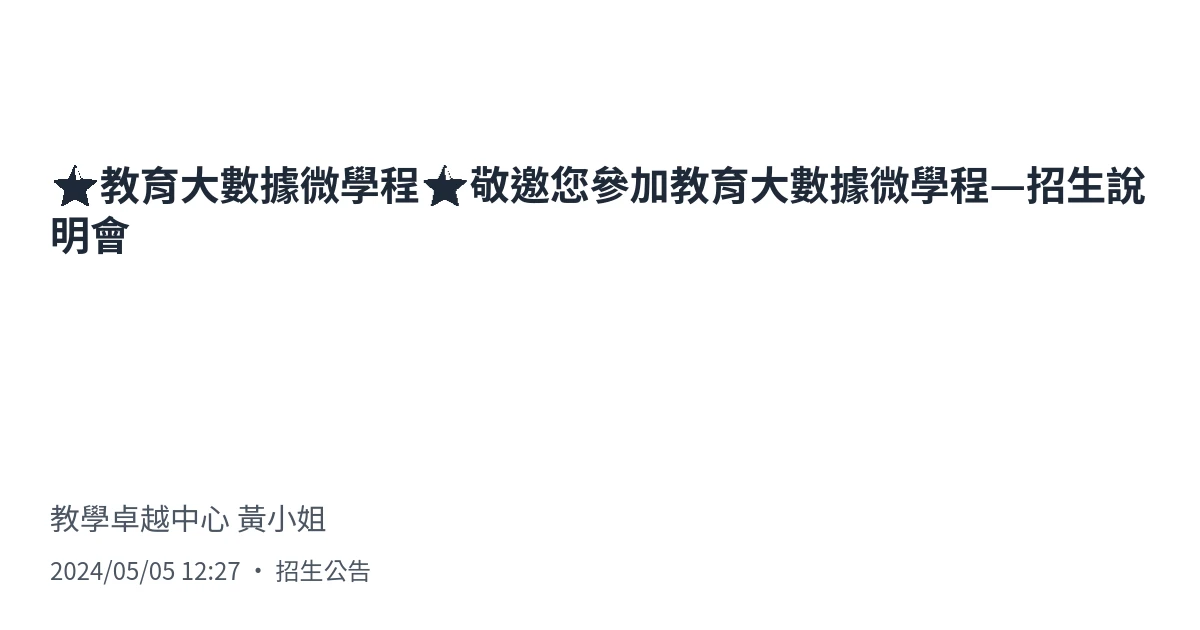 ★教育大數據微學程★敬邀您參加教育大數據微學程—招生說
明會
教學卓越中心 黃小姐
2024/05/05 12:27 ・ 招生公告